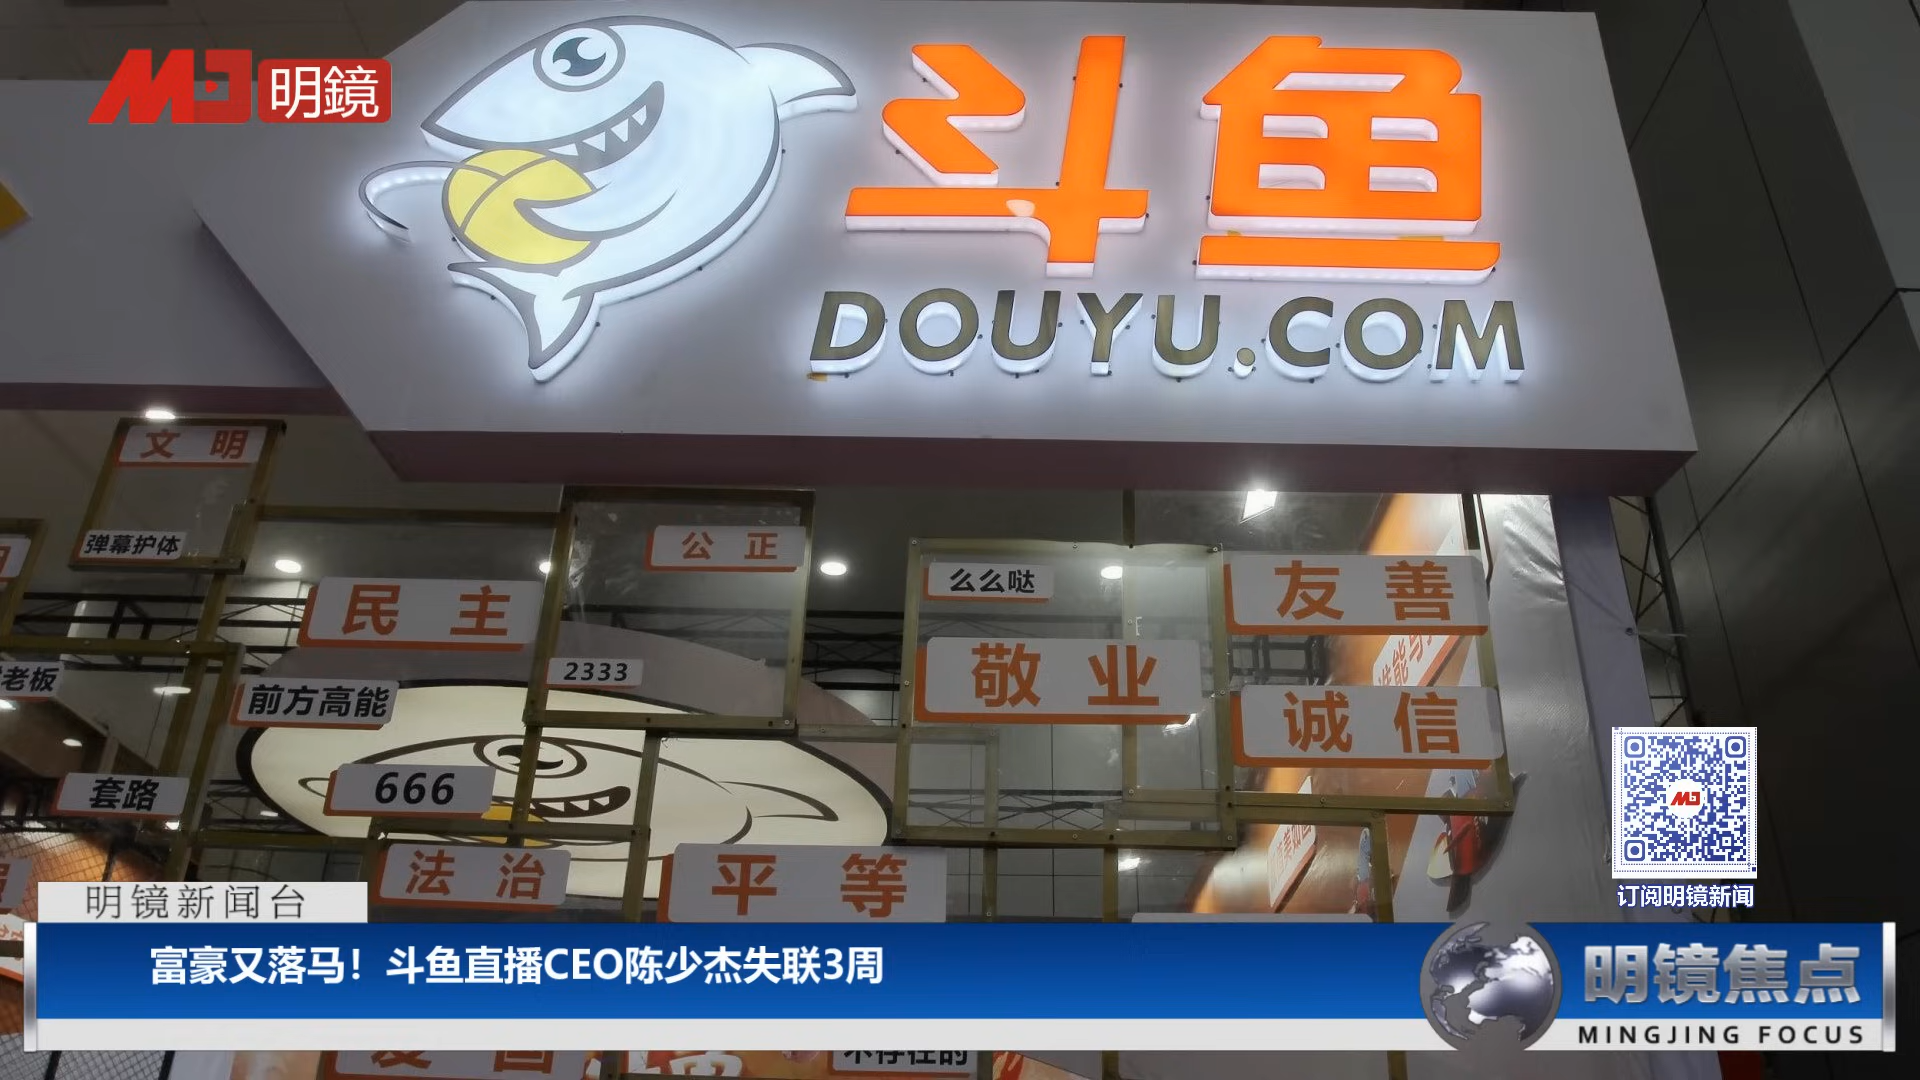 明鏡
斗鱼
DOUYU.COM
文明
弹幕护体
公正
民主
么么哒
友善
2333
敬业
老板
前方高能
诚信
套路
666
法治
平等
订阅明镜新闻
明镜新闻台
富豪又落马！斗鱼直播CEO陈少杰失联3周
明镜焦点
MINGJING FOCUS